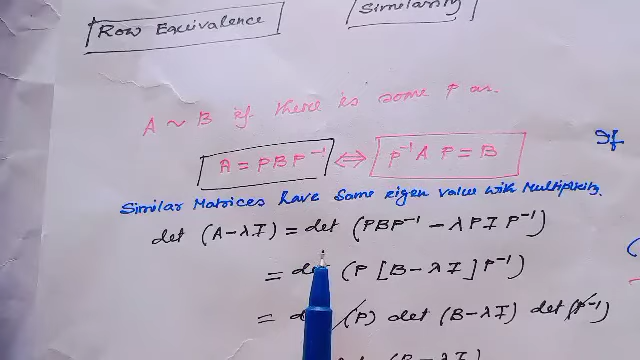 Row Equivalence
Similarity
A ~ B if there is some P as.
A = PBP⁻¹ ⇔ P⁻¹A P = B
If
Similar Matrices have Same eigen value with Multiplicity.
det (A-λI) = det (PBP⁻¹ - λPIP⁻¹)
= det (P [B-λI] P⁻¹)
= det (P) det (B-λI) det (P⁻¹)